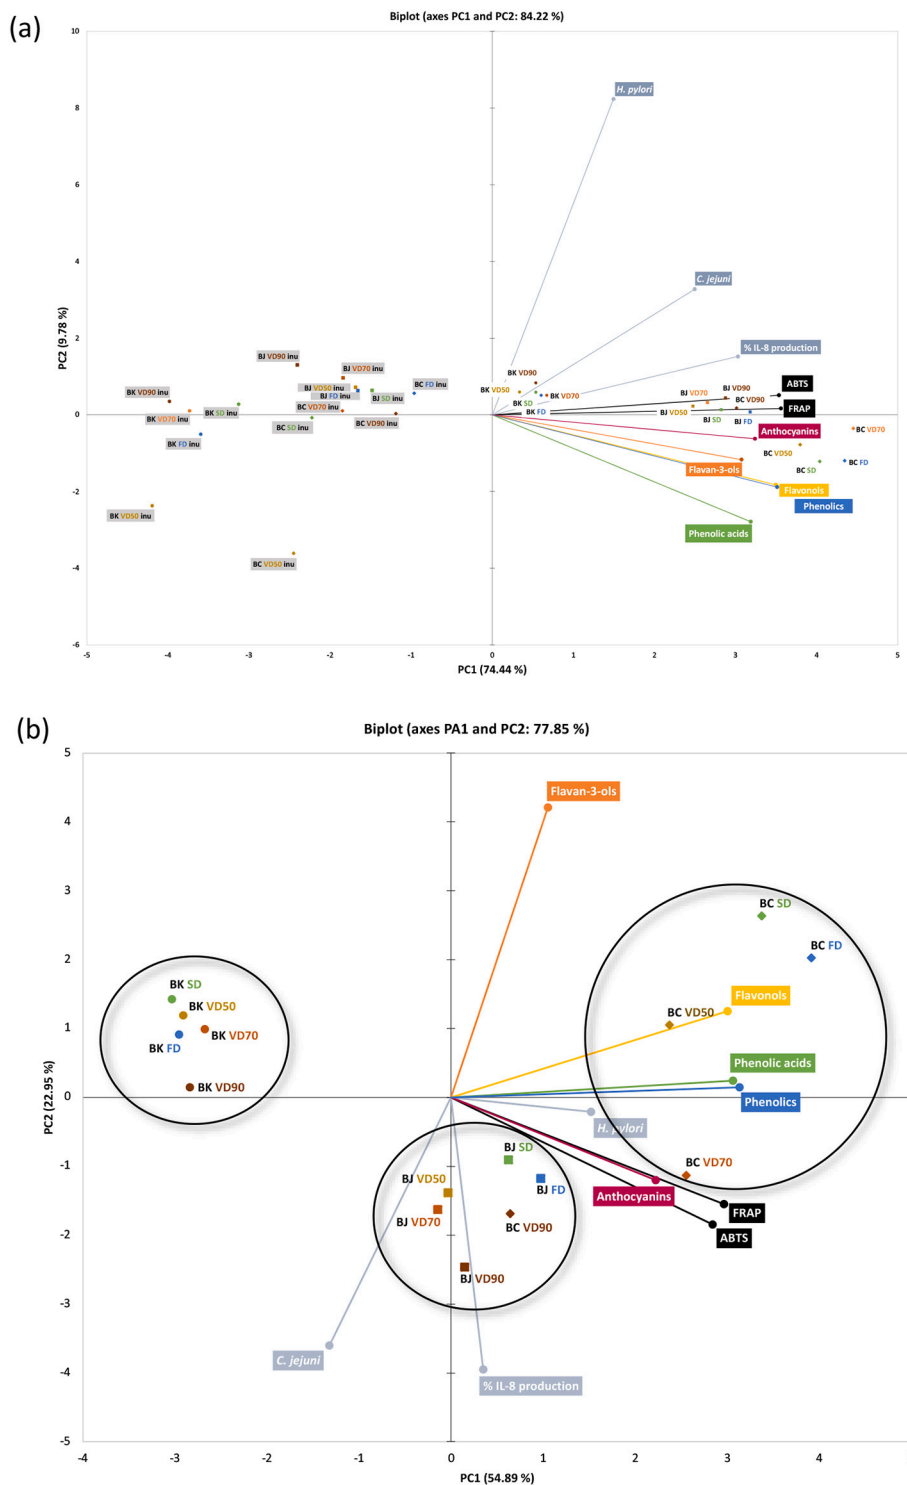 (a)
Biplot (axes PC1 and PC2: 84.22 %)
10
H. pylori
8
6
4
C. jejuni
2
% IL-8 production
BJ VD90 inu
BJ VD70 inu
BK VD90
ABTS
BK VD90 inu
BJ VD50 inu
BC FD inu
BK VD50
BK VD70
BJ VD70
BJ VD90
BJ FD inu
BJ SD inu
BK SD
BC VD90
FRAP
BK SD inu
BC VD70 inu
BK VD70 inu
BK FD
BJ VD50
BJ SD
BJ FD
0
BC SD inu
BC VD90 inu
Anthocyanins
BC VD70
BK FD inu
BC VD50
Flavan-3-ols
BC SD
BC FD
-2
Flavonols
BK VD50 inu
Phenolics
Phenolic acids
BC VD50 inu
-4
-6
-5 -4 -3 -2 -1 0 1 2 3 4 5
PC1 (74.44 %)
PC2 (9.78 %)
(b)
Biplot (axes PA1 and PC2: 77.85 %)
5
Flavan-3-ols
4
3
BC SD
BC FD
2
BK SD
BK VD50
Flavonols
BC VD50
1
BK VD70
BK FD
Phenolic acids
BK VD90
Phenolics
0
H. pylori
BJ SD
BC VD70
-1
BJ VD50
BJ FD
Anthocyanins
BJ VD70
BC VD90
FRAP
-2
ABTS
BJ VD90
-3
C. jejuni
-4
% IL-8 production
-5
-4 -3 -2 -1 0 1 2 3 4
PC1 (54.89 %)
PC2 (22.95 %)